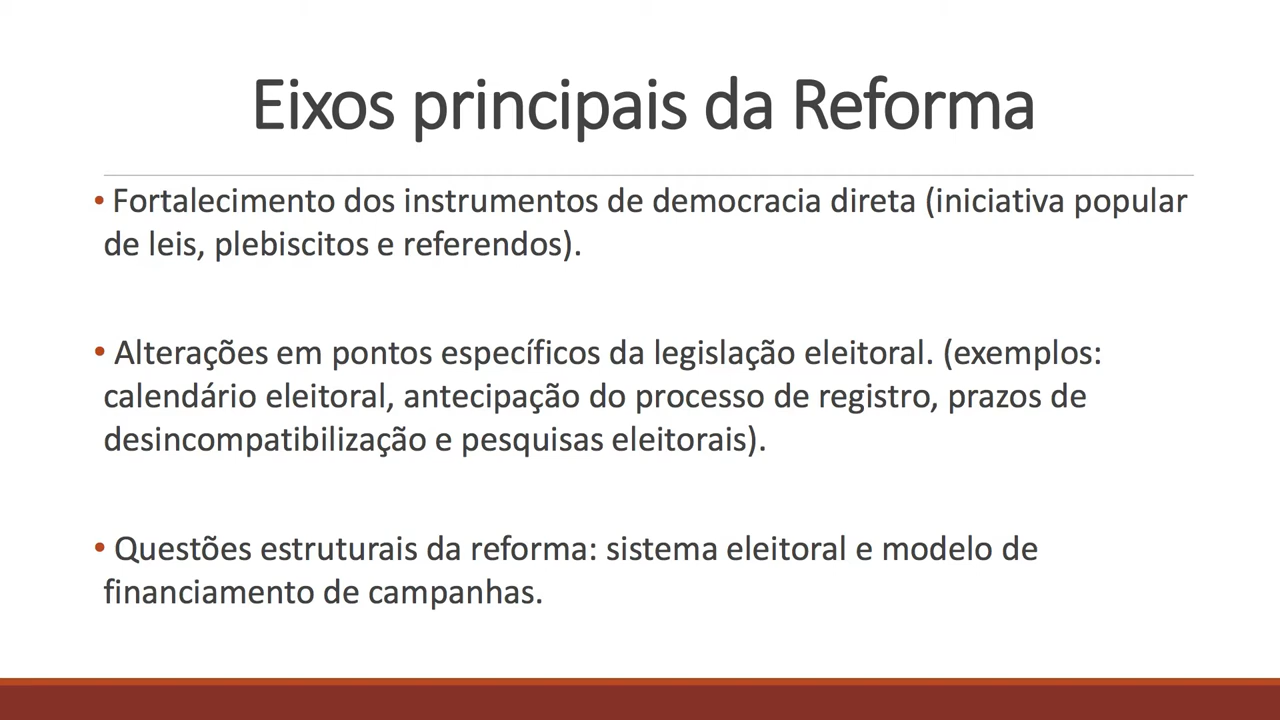 Eixos principais da Reforma
• Fortalecimento dos instrumentos de democracia direta (iniciativa popular
de leis, plebiscitos e referendos).
• Alterações em pontos específicos da legislação eleitoral. (exemplos:
calendário eleitoral, antecipação do processo de registro, prazos de
desincompatibilização e pesquisas eleitorais).
• Questões estruturais da reforma: sistema eleitoral e modelo de
financiamento de campanhas.